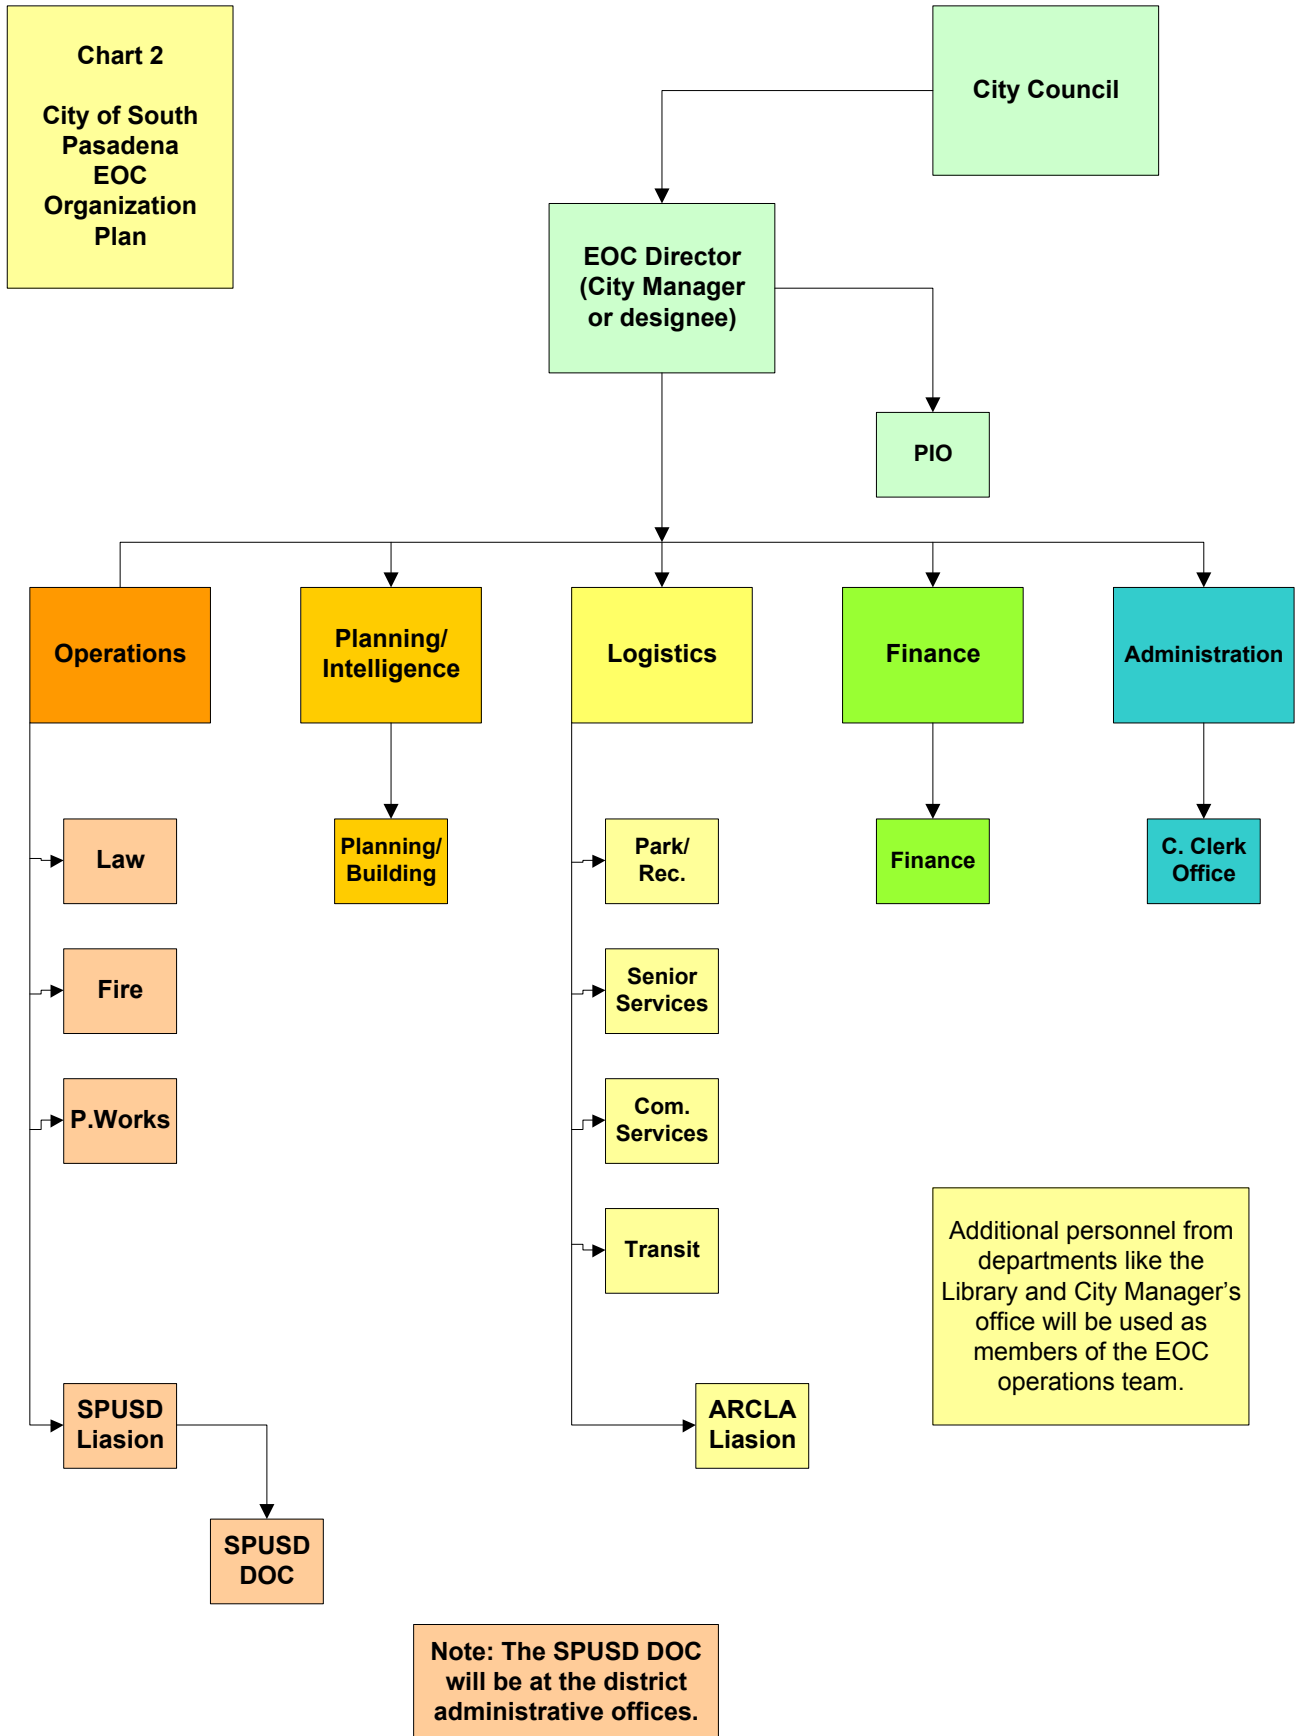 Chart 2
City of South
Pasadena
EOC
Organization
Plan
City Council
EOC Director
(City Manager
or designee)
PIO
Operations
Planning/
Intelligence
Logistics
Finance
Administration
Law
Planning/
Building
Park/
Rec.
Finance
C. Clerk
Office
Fire
Senior
Services
P.Works
Com.
Services
Transit
Additional personnel from
departments like the
Library and City Manager’s
office will be used as
members of the EOC
operations team.
SPUSD
Liasion
ARCLA
Liasion
SPUSD
DOC
Note: The SPUSD DOC
will be at the district
administrative offices.